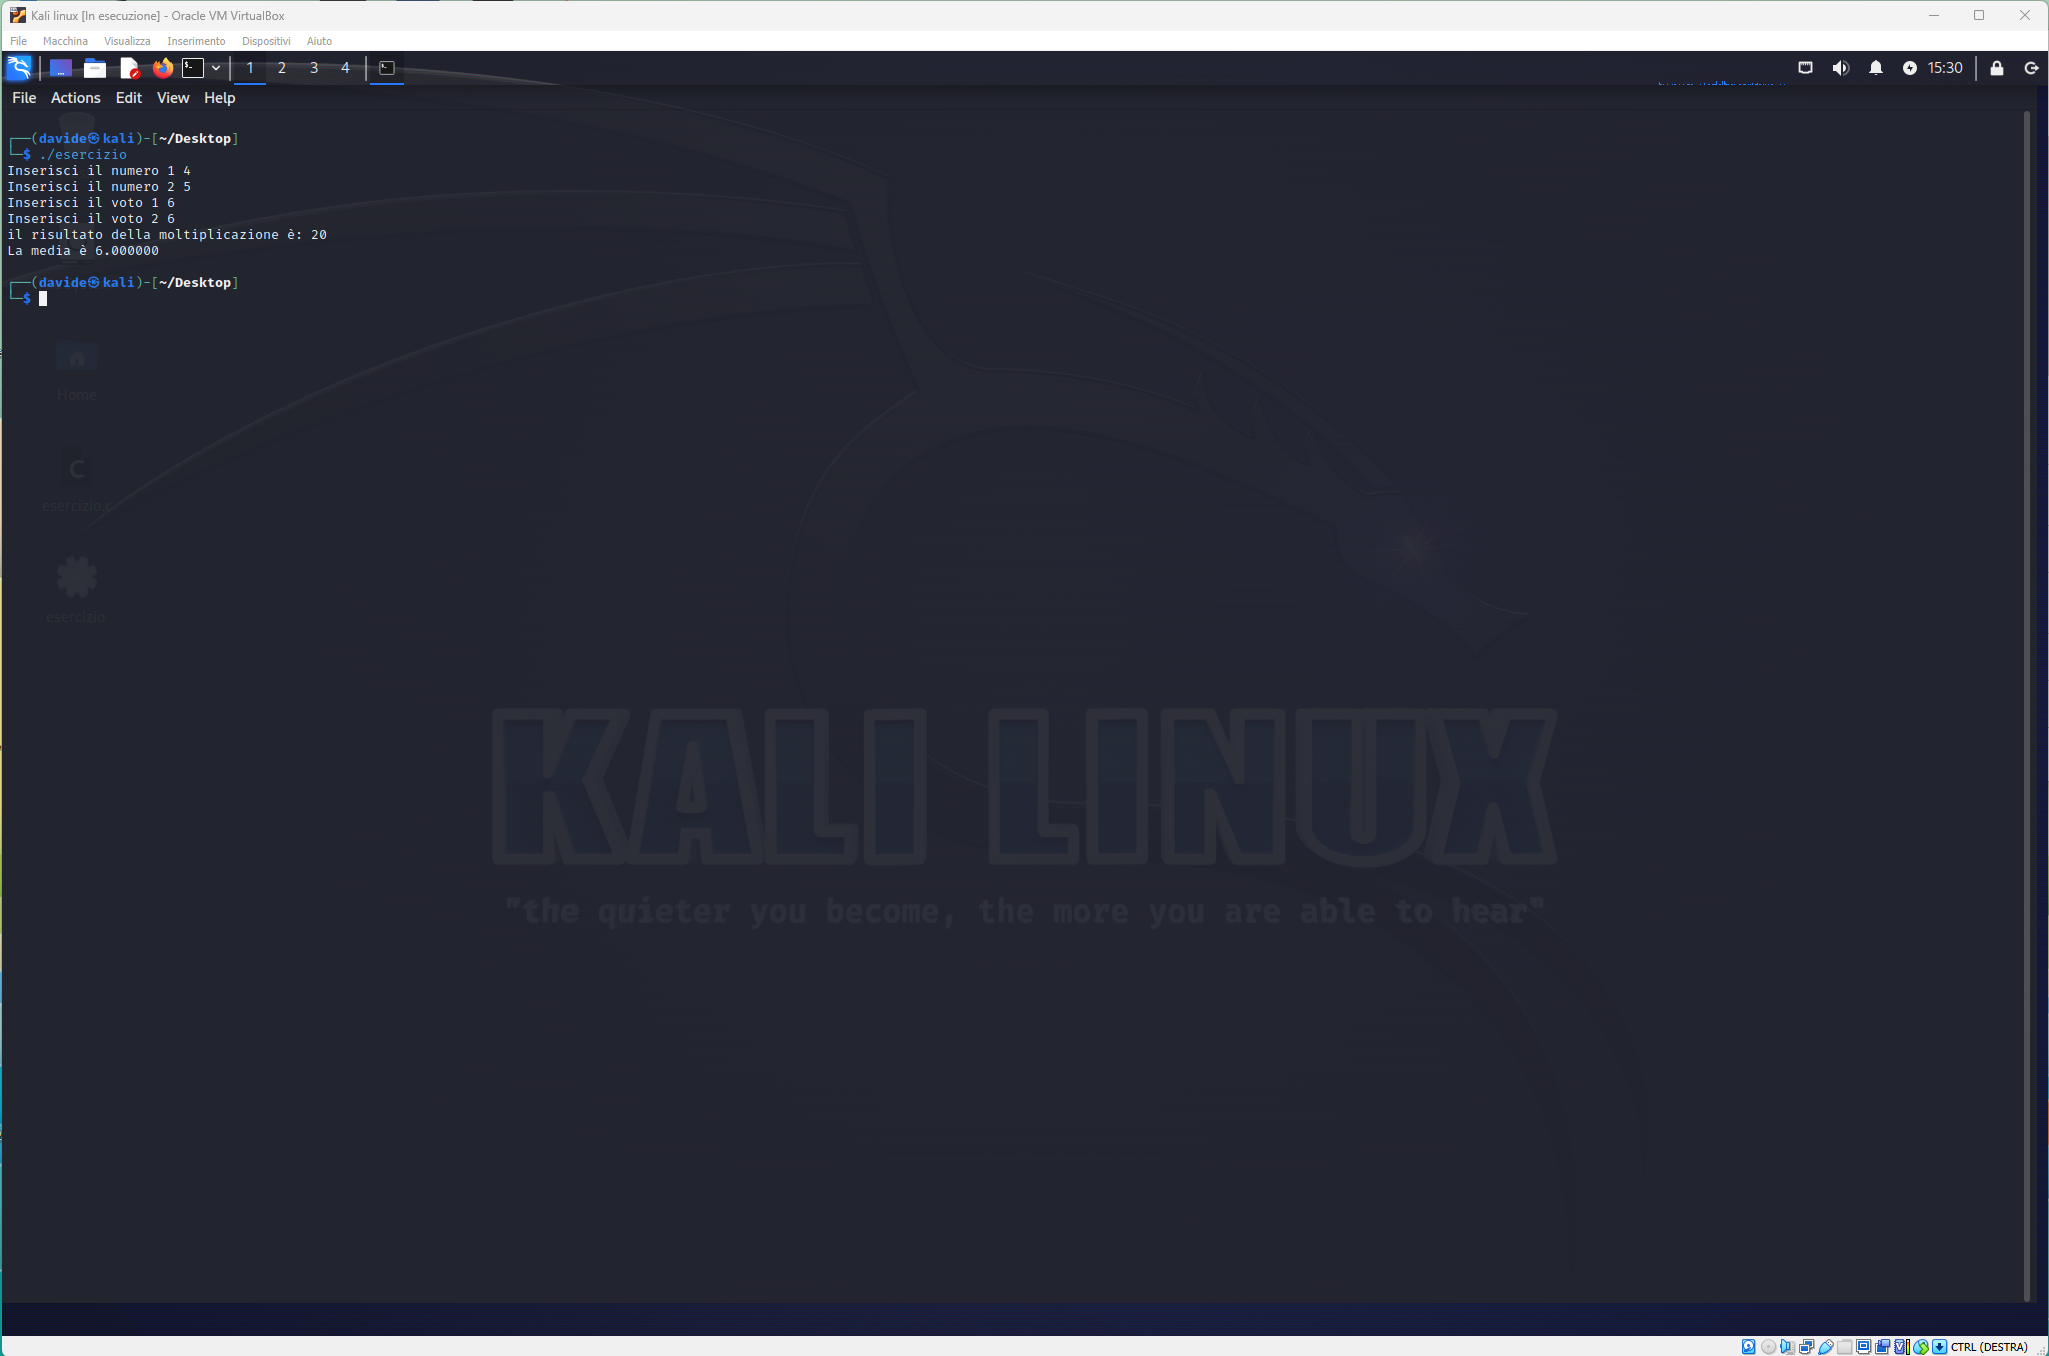 Kali linux [In esecuzione] - Oracle VM VirtualBox
File Macchina Visualizza Inserimento Dispositivi Aiuto
1 2 3 4 15:30
File Actions Edit View Help
(davide㉿kali)-[~/Desktop]
$ ./esercizio
Inserisci il numero 1 4
Inserisci il numero 2 5
Inserisci il voto 1 6
Inserisci il voto 2 6
il risultato della moltiplicazione è: 20
La media è 6.000000
(davide㉿kali)-[~/Desktop]
$
Home
C
esercizio.c
esercizio
KALI LINUX
"the quieter you become, the more you are able to hear"
CTRL (DESTRA)